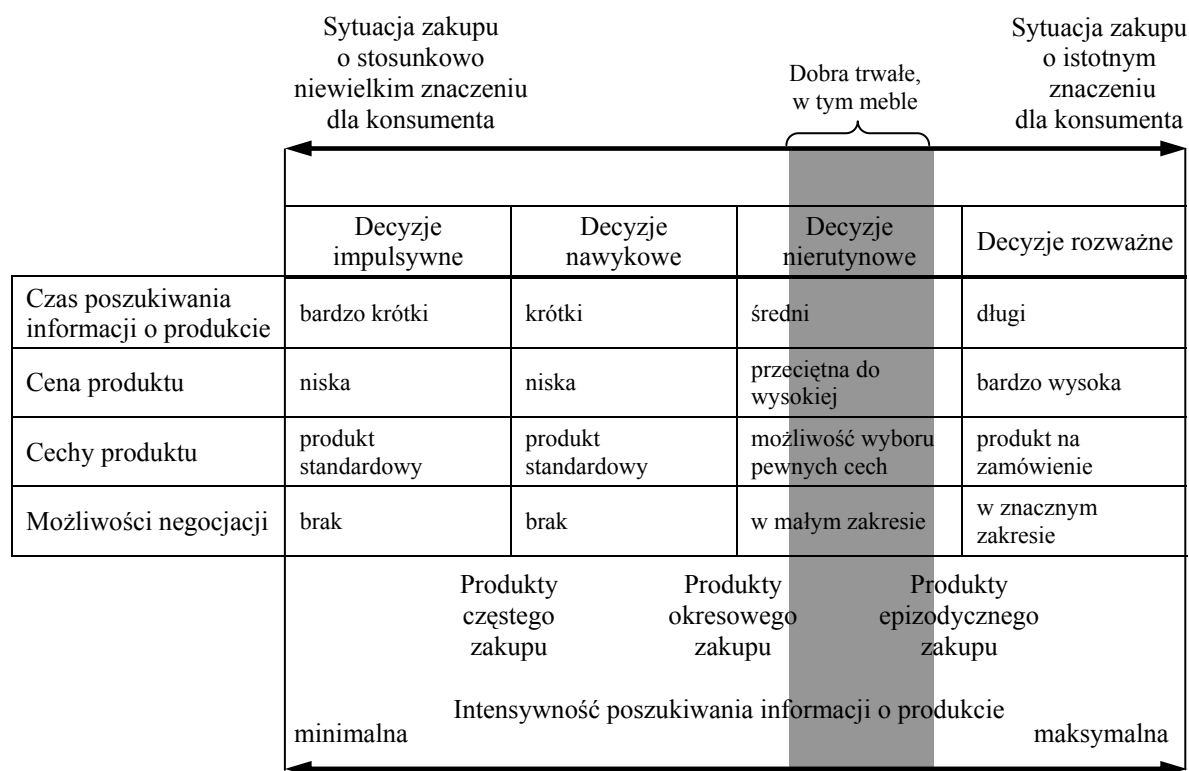 Sytuacja zakupu
o stosunkowo
niewielkim znaczeniu
dla konsumenta
Dobra trwałe,
w tym meble
Sytuacja zakupu
o istotnym
znaczeniu
dla konsumenta
Decyzje
impulsywne
Decyzje
nawykowe
Decyzje
nierutynowe
Decyzje rozważne
Czas poszukiwania
informacji o produkcie
bardzo krótki
krótki
średni
długi
Cena produktu
niska
niska
przeciętna do
wysokiej
bardzo wysoka
Cechy produktu
produkt
standardowy
produkt
standardowy
możliwość wyboru
pewnych cech
produkt na
zamówienie
Możliwości negocjacji
brak
brak
w małym zakresie
w znacznym
zakresie
Produkty
częstego
zakupu
Produkty
okresowego
zakupu
Produkty
epizodycznego
zakupu
Intensywność poszukiwania informacji o produkcie
minimalna
maksymalna